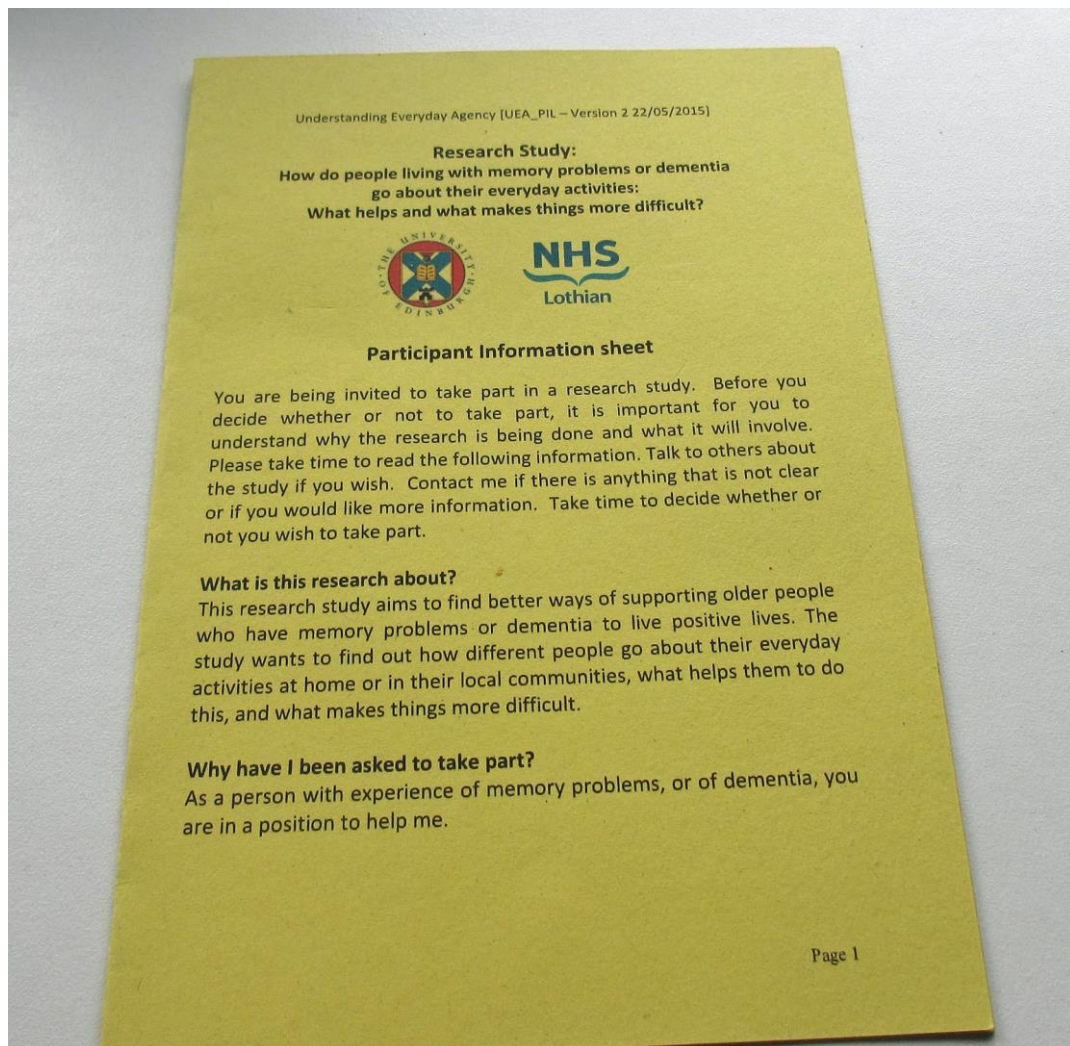 Understanding Everyday Agency [UEA_PIL – Version 2 22/05/2015]
Research Study:
How do people living with memory problems or dementia
go about their everyday activities:
What helps and what makes things more difficult?
THE UNIVERSITY OF EDINBURGH
NHS
Lothian
Participant Information sheet
You are being invited to take part in a research study. Before you
decide whether or not to take part, it is important for you to
understand why the research is being done and what it will involve.
Please take time to read the following information. Talk to others about
the study if you wish. Contact me if there is anything that is not clear
or if you would like more information. Take time to decide whether or
not you wish to take part.
What is this research about?
This research study aims to find better ways of supporting older people
who have memory problems or dementia to live positive lives. The
study wants to find out how different people go about their everyday
activities at home or in their local communities, what helps them to do
this, and what makes things more difficult.
Why have I been asked to take part?
As a person with experience of memory problems, or of dementia, you
are in a position to help me.
Page 1